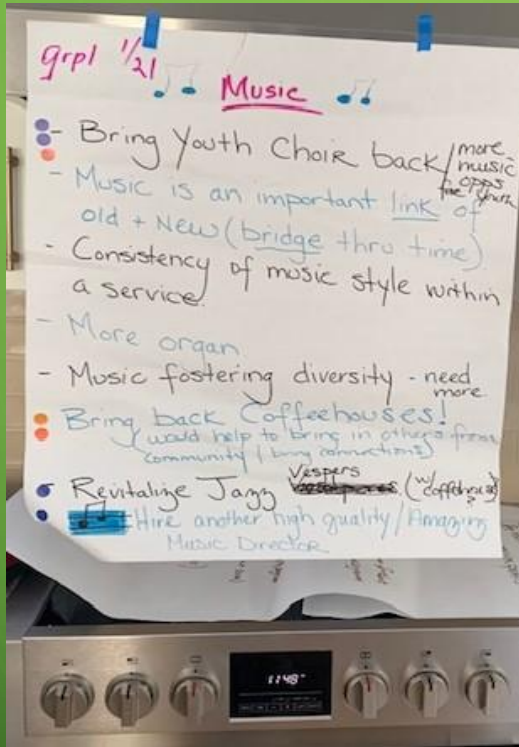 grp1 1/21
Music
- Bring Youth Choir back / more music opps for youth
- Music is an important link of
old + New (bridge thru time)
- Consistency of music style within
a service.
- More organ
- Music fostering diversity - need more
Bring back Coffeehouses!
(would help to bring in others from
community / bring connections)
Revitalize Jazz Vespers (w/ coffehouse?)
Hire another high quality / Amazing
Music Director
11:48